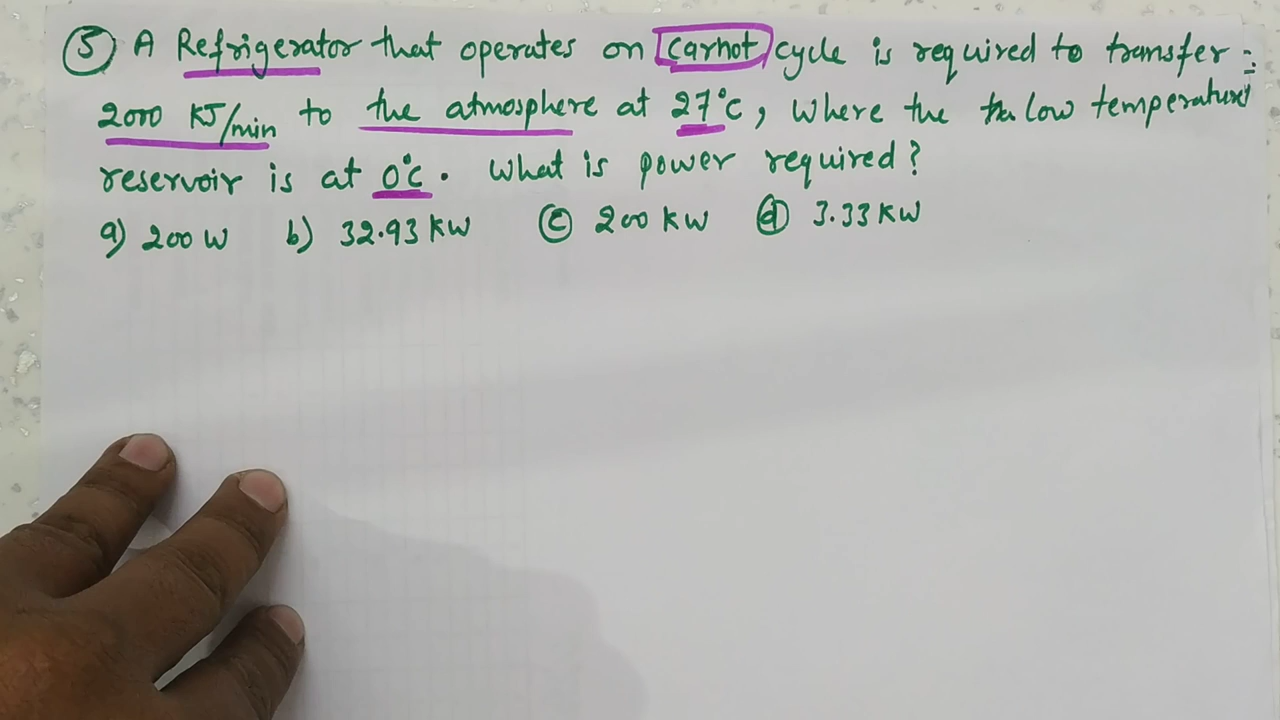 ⑤ A Refrigerator that operates on Carnot cycle is required to transfer :
2000 KJ/min to the atmosphere at 27°C, where the low temperature
reservoir is at 0°C. What is power required?
a) 200 W b) 32.93 KW ⓒ 200 KW ⓓ 3.33 KW